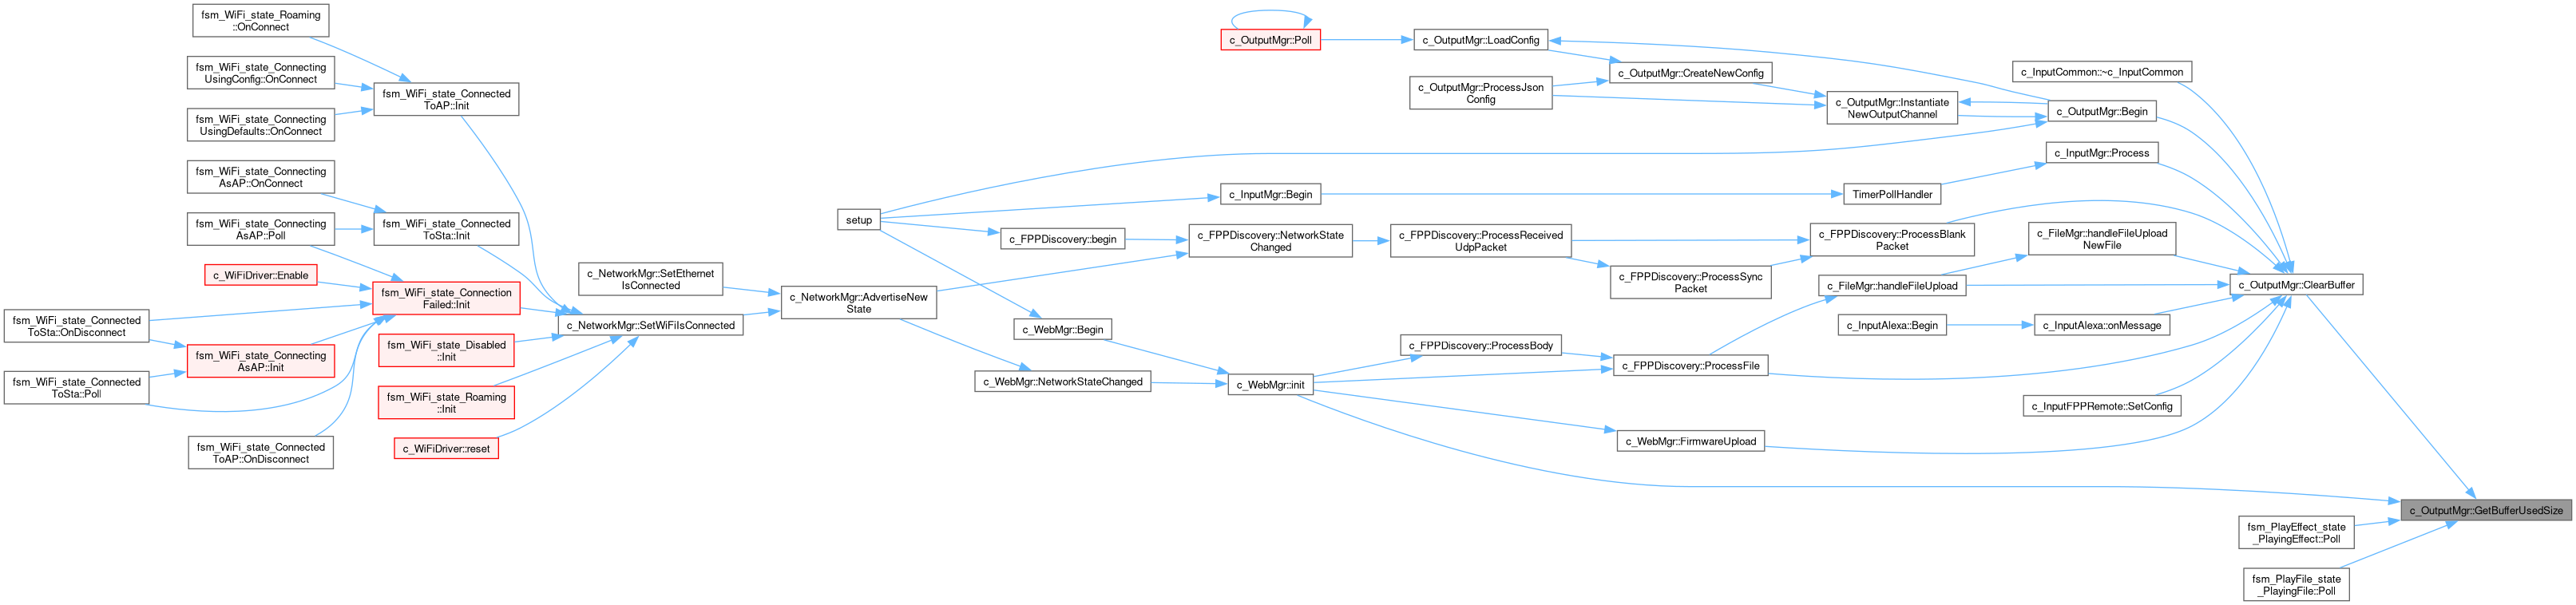 fsm_WiFi_state_Roaming
::OnConnect
fsm_WiFi_state_Connecting
UsingConfig::OnConnect
fsm_WiFi_state_Connecting
UsingDefaults::OnConnect
fsm_WiFi_state_Connecting
AsAP::OnConnect
fsm_WiFi_state_Connecting
AsAP::Poll
c_WiFiDriver::Enable
fsm_WiFi_state_Connected
ToSta::OnDisconnect
fsm_WiFi_state_Connecting
AsAP::Init
fsm_WiFi_state_Connected
ToSta::Poll
fsm_WiFi_state_Connected
ToAP::OnDisconnect
fsm_WiFi_state_Connected
ToAP::Init
fsm_WiFi_state_Connected
ToSta::Init
fsm_WiFi_state_Connection
Failed::Init
fsm_WiFi_state_Disabled
::Init
fsm_WiFi_state_Roaming
::Init
c_WiFiDriver::reset
c_NetworkMgr::SetEthernet
IsConnected
c_NetworkMgr::SetWiFiIsConnected
setup
c_NetworkMgr::AdvertiseNew
State
c_FPPDiscovery::begin
c_WebMgr::Begin
c_WebMgr::NetworkStateChanged
c_OutputMgr::Poll
c_InputMgr::Begin
c_FPPDiscovery::NetworkState
Changed
c_WebMgr::init
c_OutputMgr::LoadConfig
c_OutputMgr::ProcessJson
Config
c_FPPDiscovery::ProcessReceived
UdpPacket
c_FPPDiscovery::ProcessBody
c_OutputMgr::CreateNewConfig
c_FPPDiscovery::ProcessSync
Packet
c_FPPDiscovery::ProcessFile
c_WebMgr::FirmwareUpload
c_OutputMgr::Instantiate
NewOutputChannel
TimerPollHandler
c_FPPDiscovery::ProcessBlank
Packet
c_FileMgr::handleFileUpload
c_InputAlexa::Begin
c_InputCommon::~c_InputCommon
c_OutputMgr::Begin
c_InputMgr::Process
c_FileMgr::handleFileUpload
NewFile
c_InputAlexa::onMessage
c_InputFPPRemote::SetConfig
c_OutputMgr::ClearBuffer
fsm_PlayEffect_state
_PlayingEffect::Poll
fsm_PlayFile_state
_PlayingFile::Poll
c_OutputMgr::GetBufferUsedSize